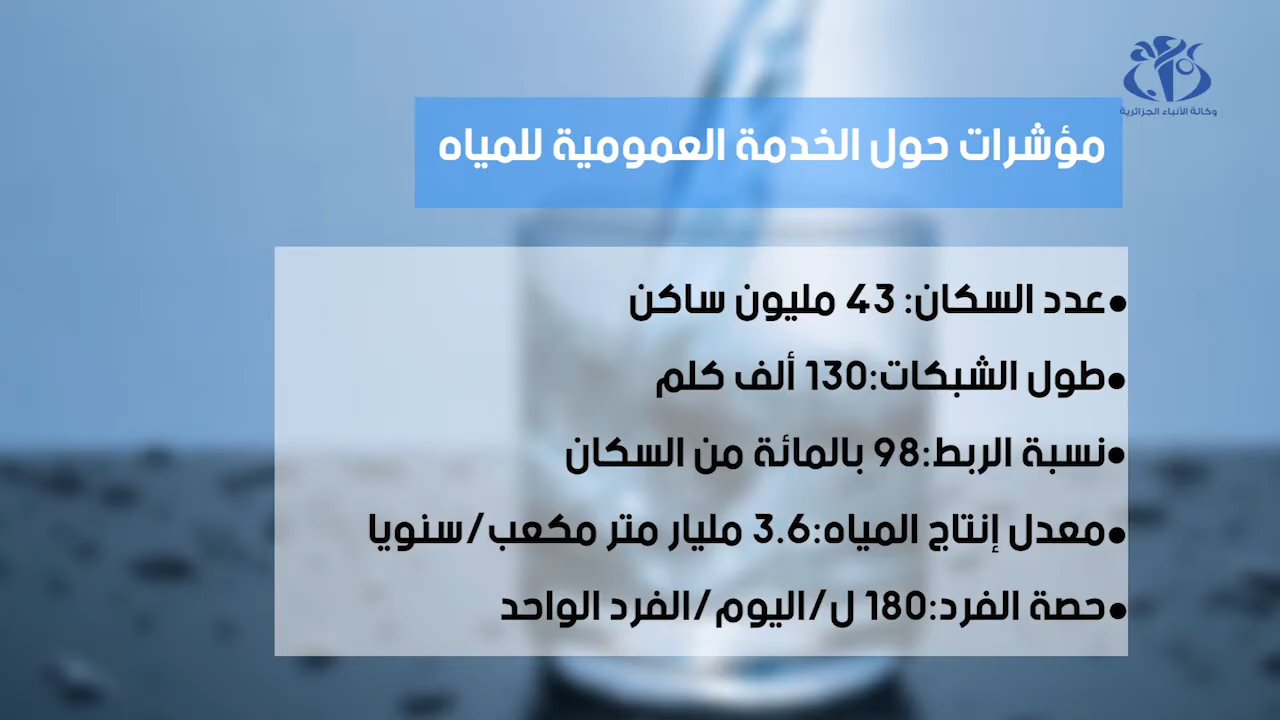 وكالة الأنباء الجزائرية
مؤشرات حول الخدمة العمومية للمياه
•عدد السكان: 43 مليون ساكن
•طول الشبكات:130 ألف كلم
•نسبة الربط:98 بالمائة من السكان
•معدل إنتاج المياه:3.6 مليار متر مكعب/سنويا
•حصة الفرد:180 ل/اليوم/الفرد الواحد